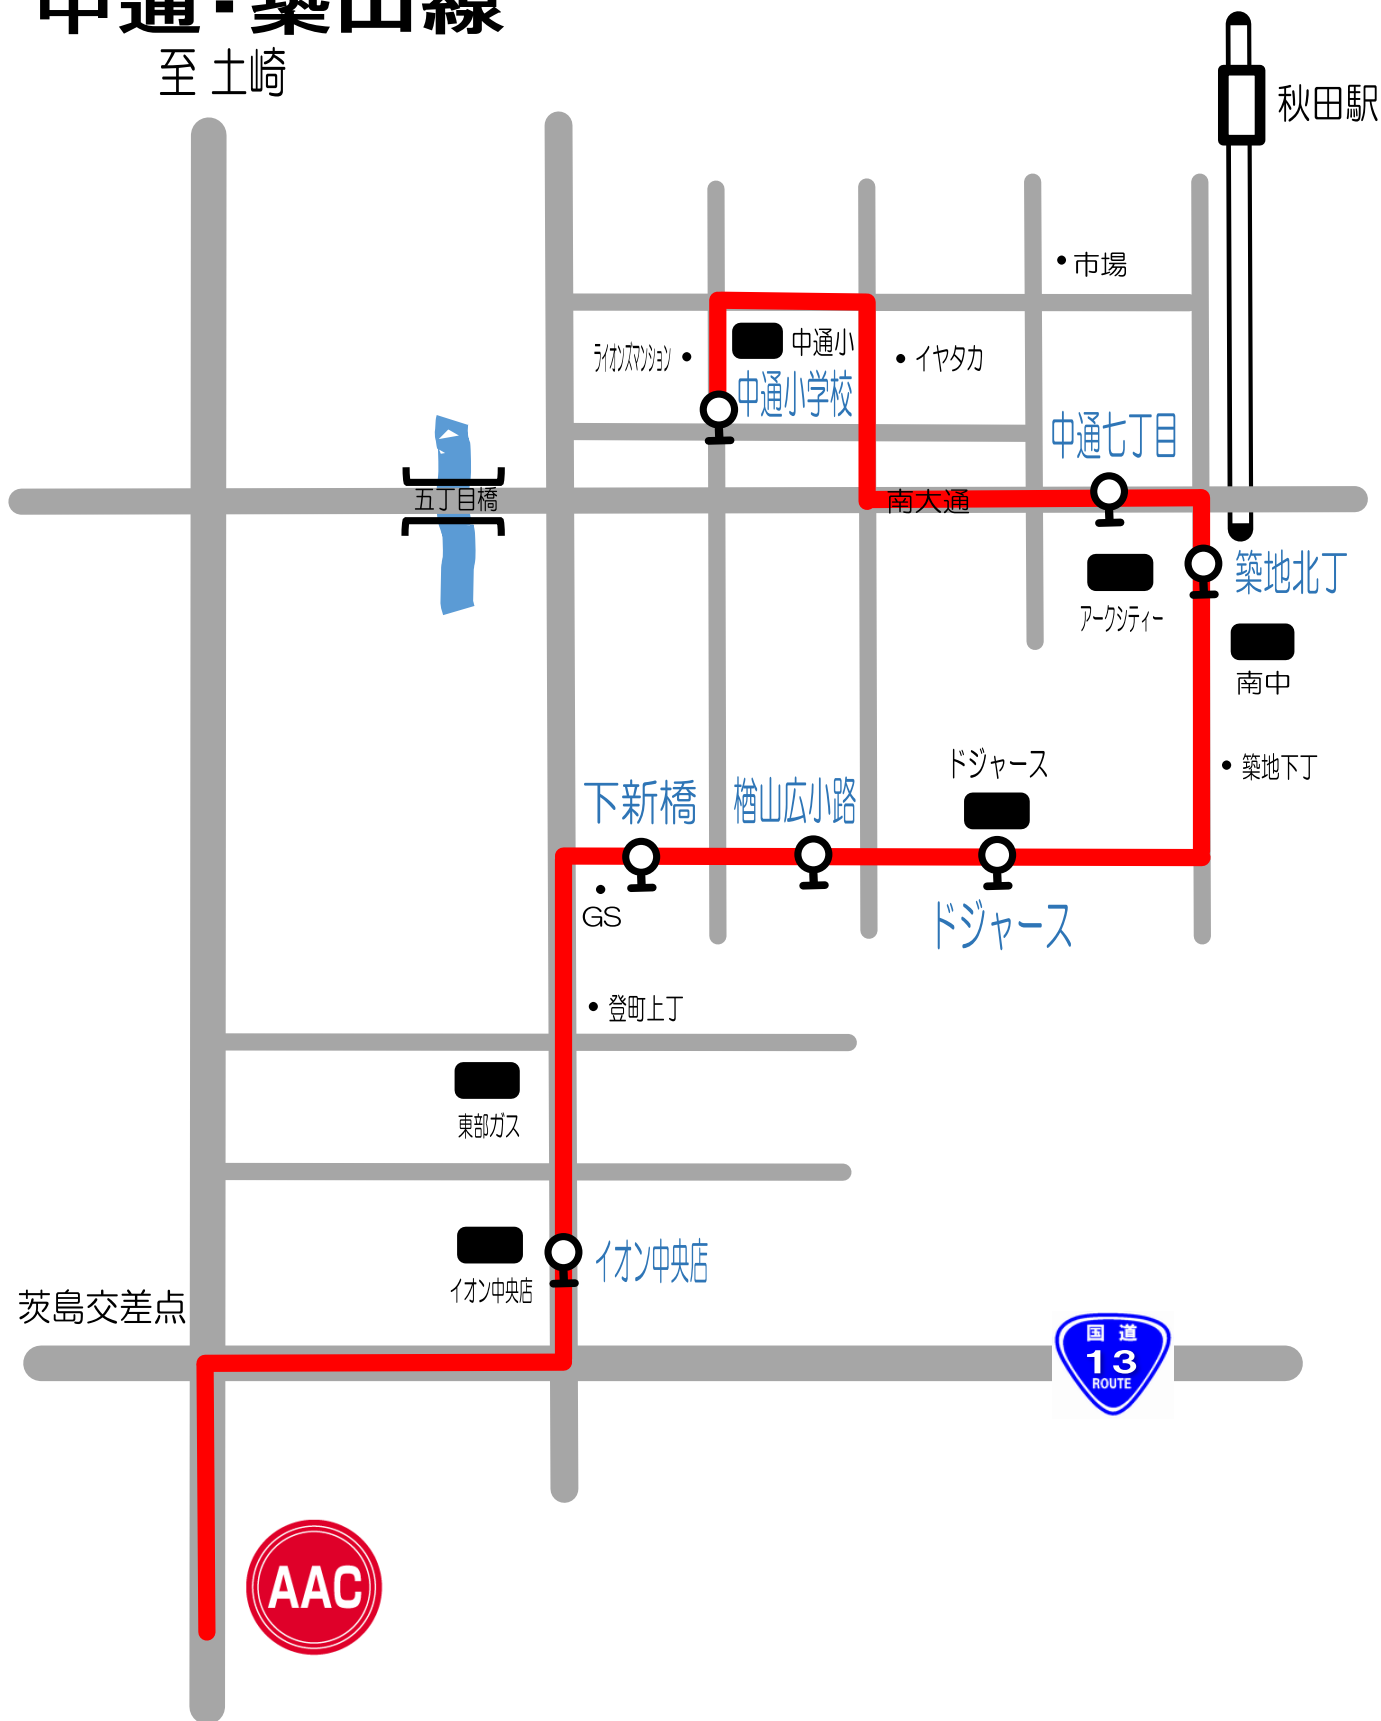 中通・築山線
至 土崎
秋田駅
市場
ライオンズマンション
中通小
イヤタカ
中通小学校
中通七丁目
五丁目橋
南大通
築地北丁
アークシティー
南中
ドジャース
築地下丁
下新橋
楢山広小路
GS
ドジャース
登町上丁
東部ガス
イオン中央店
イオン中央店
茨島交差点
国道
13
ROUTE
AAC